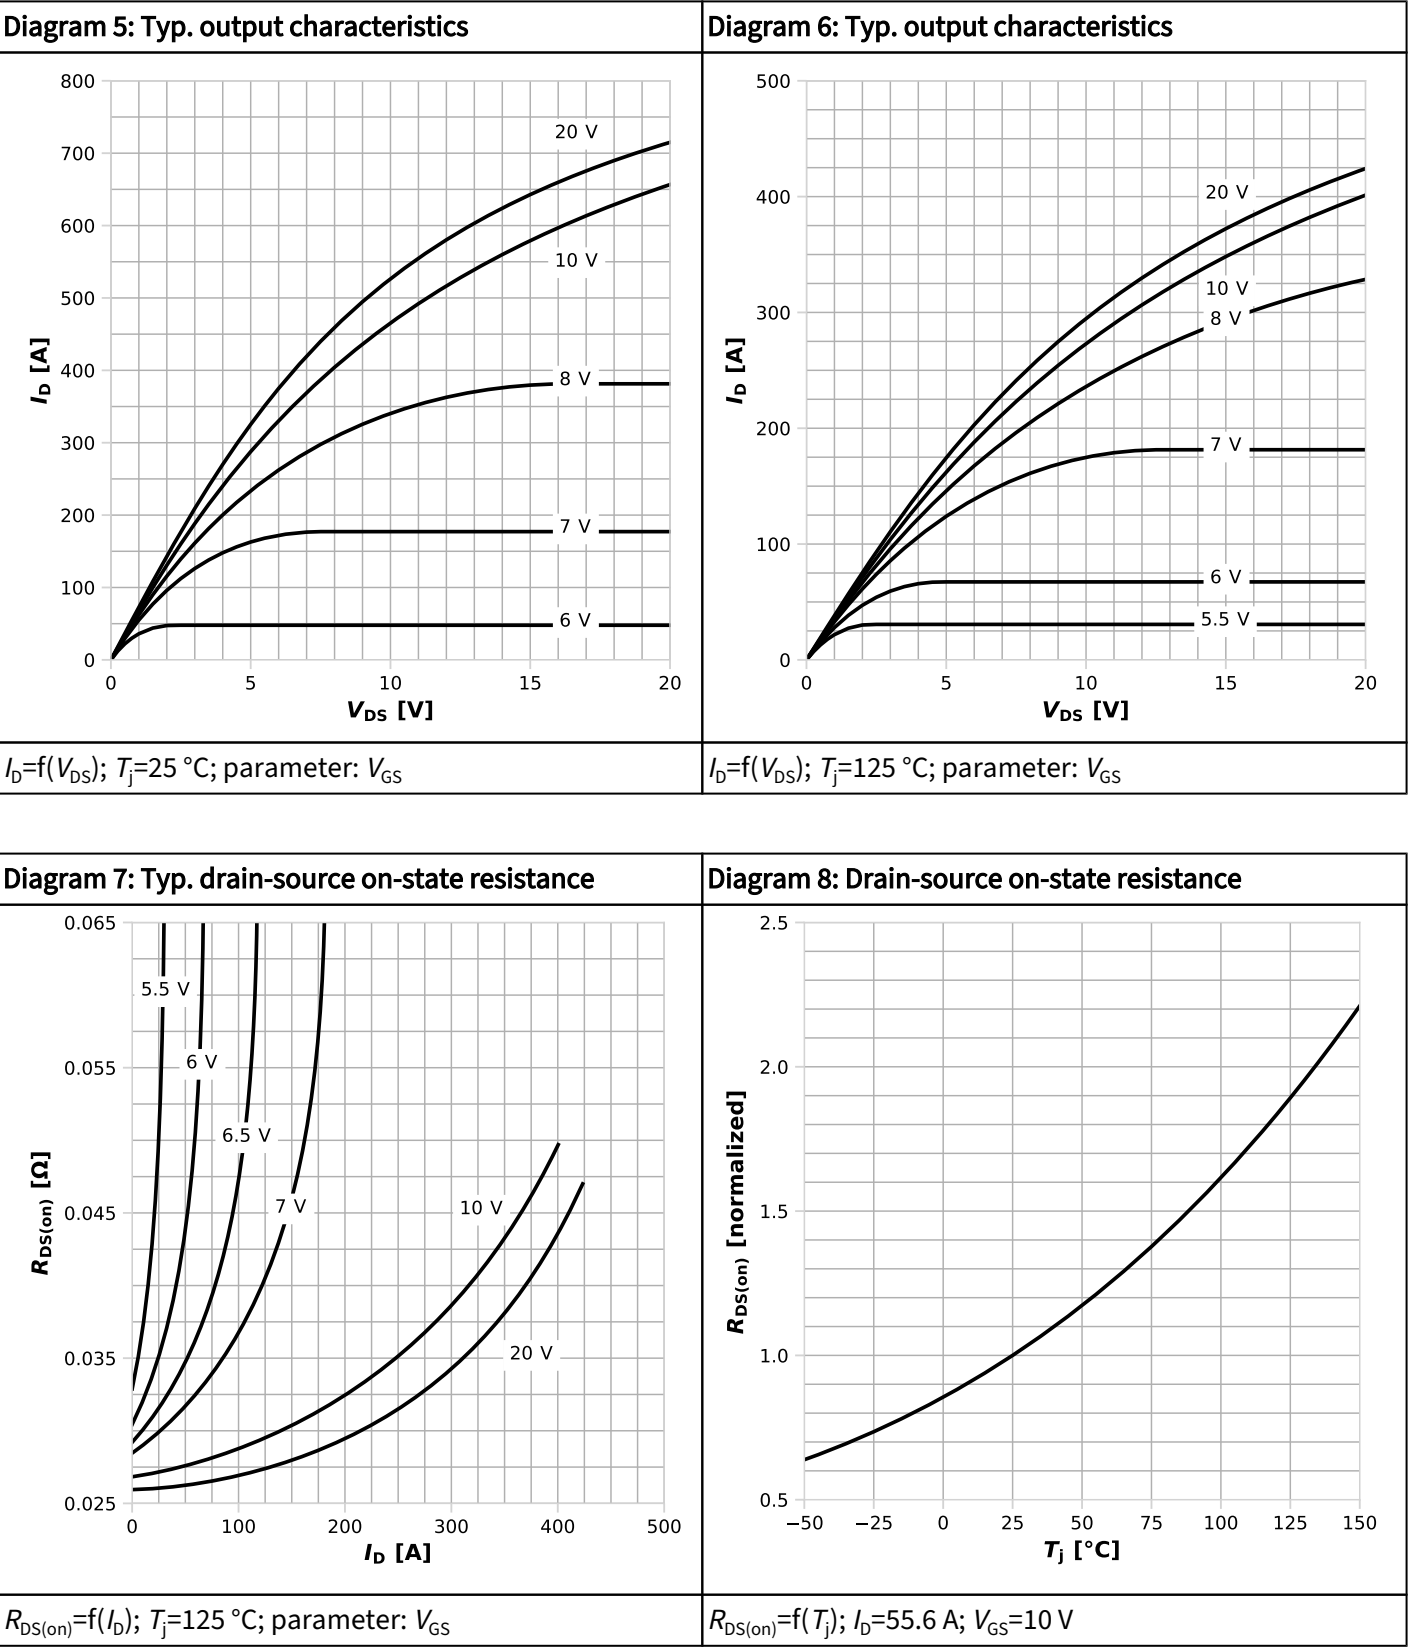 Diagram 5: Typ. output characteristics
800
700
600
500
400
300
200
100
0
0 5 10 15 20
20 V
10 V
8 V
7 V
6 V
I_D [A]
V_DS [V]
I_D=f(V_DS); T_j=25 °C; parameter: V_GS
Diagram 6: Typ. output characteristics
500
400
300
200
100
0
0 5 10 15 20
20 V
10 V
8 V
7 V
6 V
5.5 V
I_D [A]
V_DS [V]
I_D=f(V_DS); T_j=125 °C; parameter: V_GS
Diagram 7: Typ. drain-source on-state resistance
0.065
0.055
0.045
0.035
0.025
0 100 200 300 400 500
5.5 V
6 V
6.5 V
7 V
10 V
20 V
R_DS(on) [Ω]
I_D [A]
R_DS(on)=f(I_D); T_j=125 °C; parameter: V_GS
Diagram 8: Drain-source on-state resistance
2.5
2.0
1.5
1.0
0.5
−50 −25 0 25 50 75 100 125 150
R_DS(on) [normalized]
T_j [°C]
R_DS(on)=f(T_j); I_D=55.6 A; V_GS=10 V